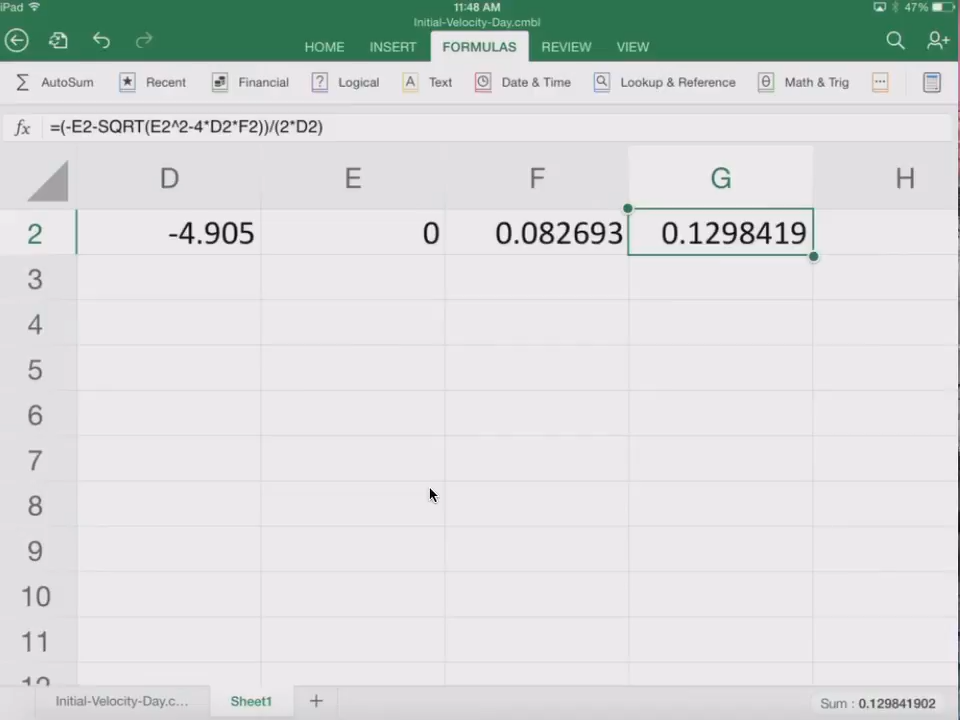 iPad 11:48 AM 47%
Initial-Velocity-Day.cmbl
HOME INSERT FORMULAS REVIEW VIEW
Σ AutoSum Recent Financial ? Logical A Text Date & Time Lookup & Reference θ Math & Trig ...
fx =(-E2-SQRT(E2^2-4*D2*F2))/(2*D2)
D E F G H
2 -4.905 0 0.082693 0.1298419
3
4
5
6
7
8
9
10
11
12
Initial-Velocity-Day.c... Sheet1 + Sum : 0.129841902